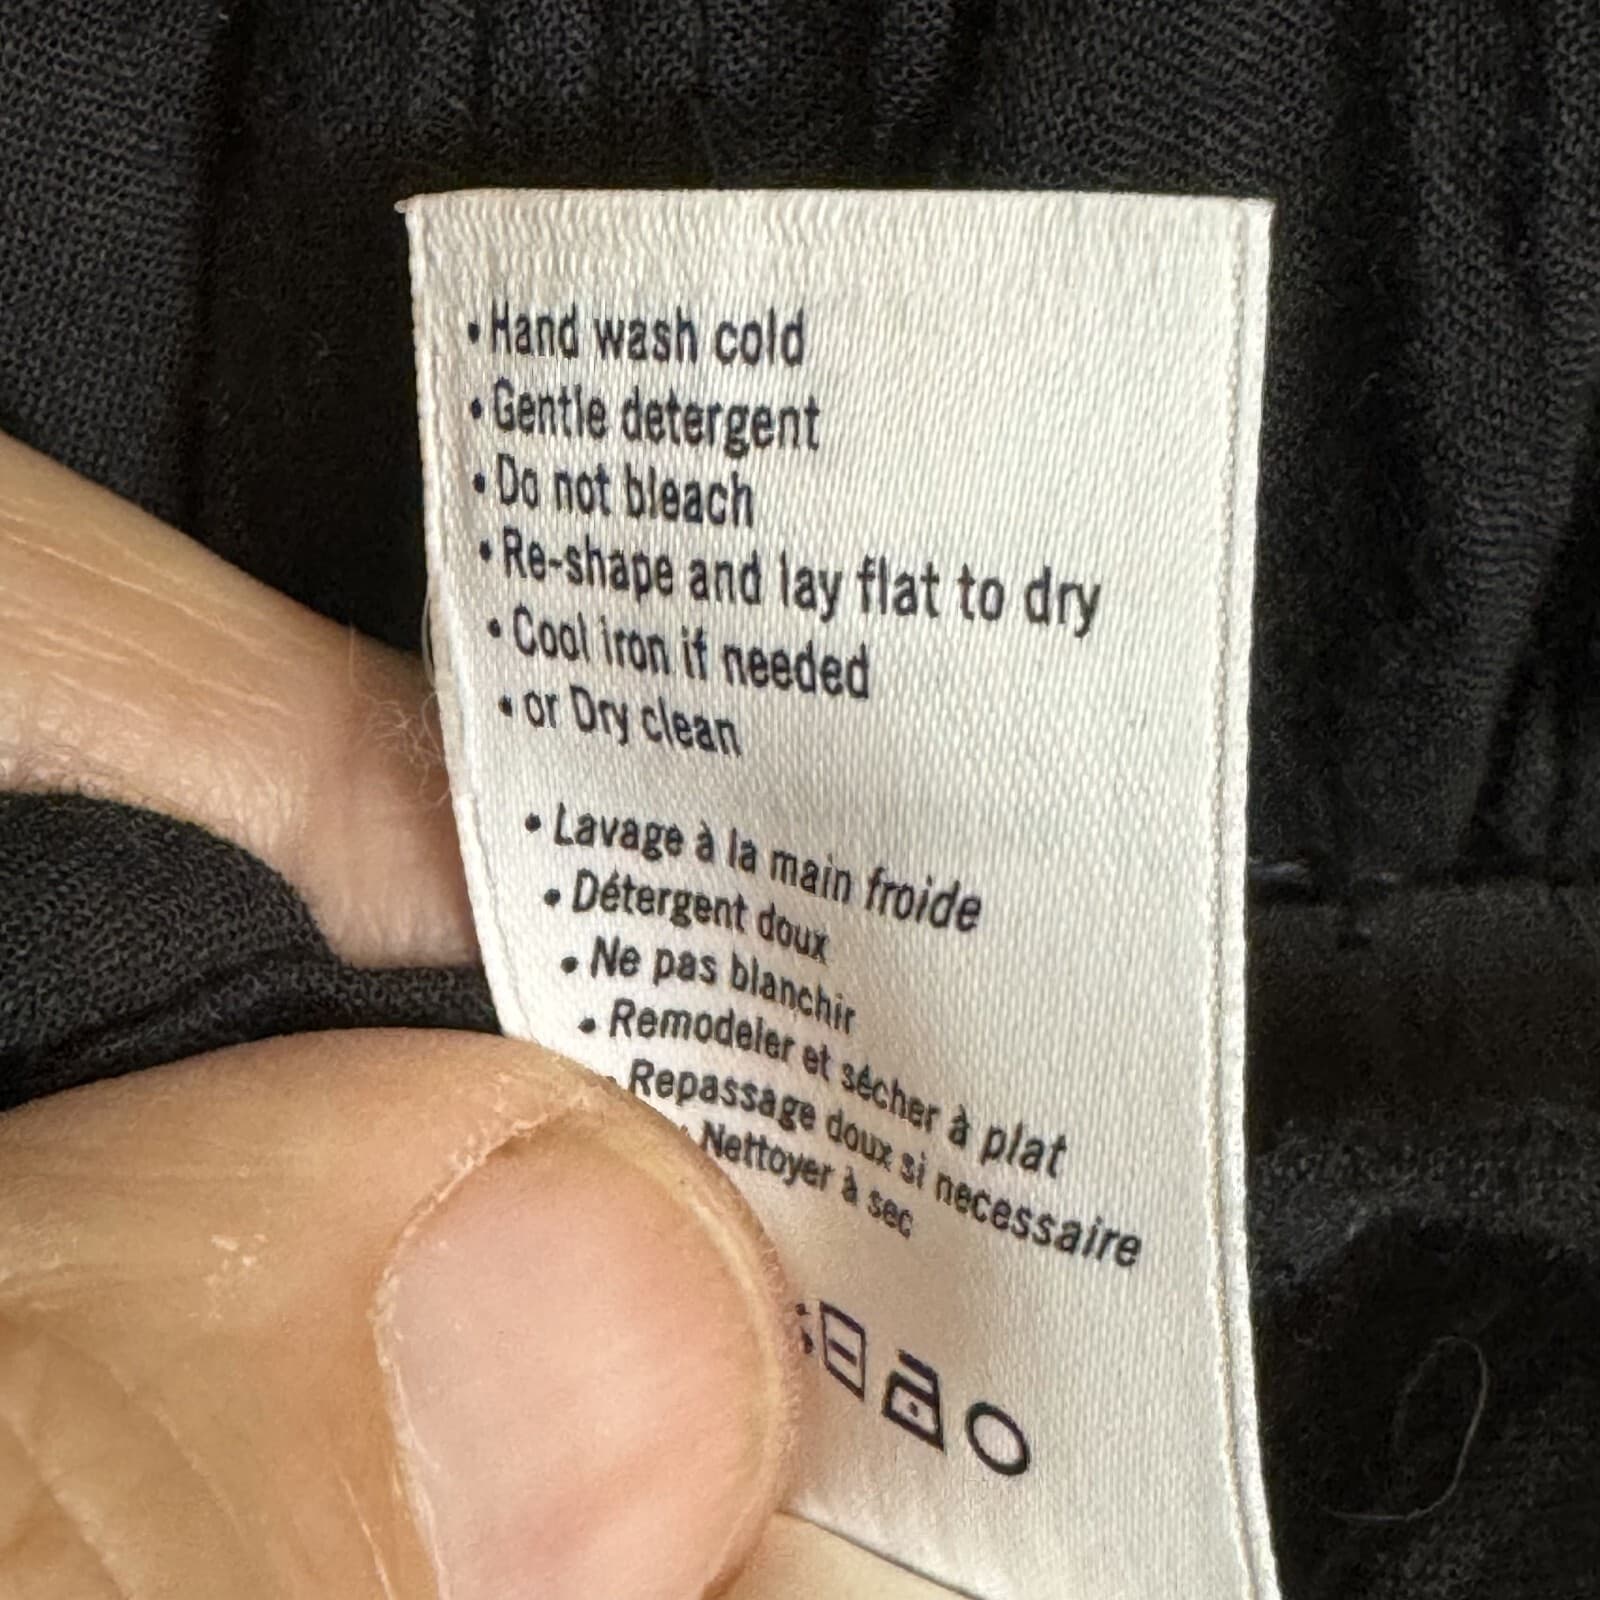 • Hand wash cold
• Gentle detergent
• Do not bleach
• Re-shape and lay flat to dry
• Cool iron if needed
• or Dry clean
• Lavage à la main froide
• Détergent doux
• Ne pas blanchir
• Remodeler et sécher à plat
• Repassage doux si necessaire
• Nettoyer à sec